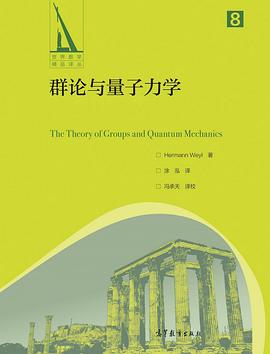 8
世界数学
精品译丛
群论与量子力学
The Theory of Groups and Quantum Mechanics
□ Hermann Weyl 著
□ 涂泓 译
□ 冯承天 译校
高等教育出版社